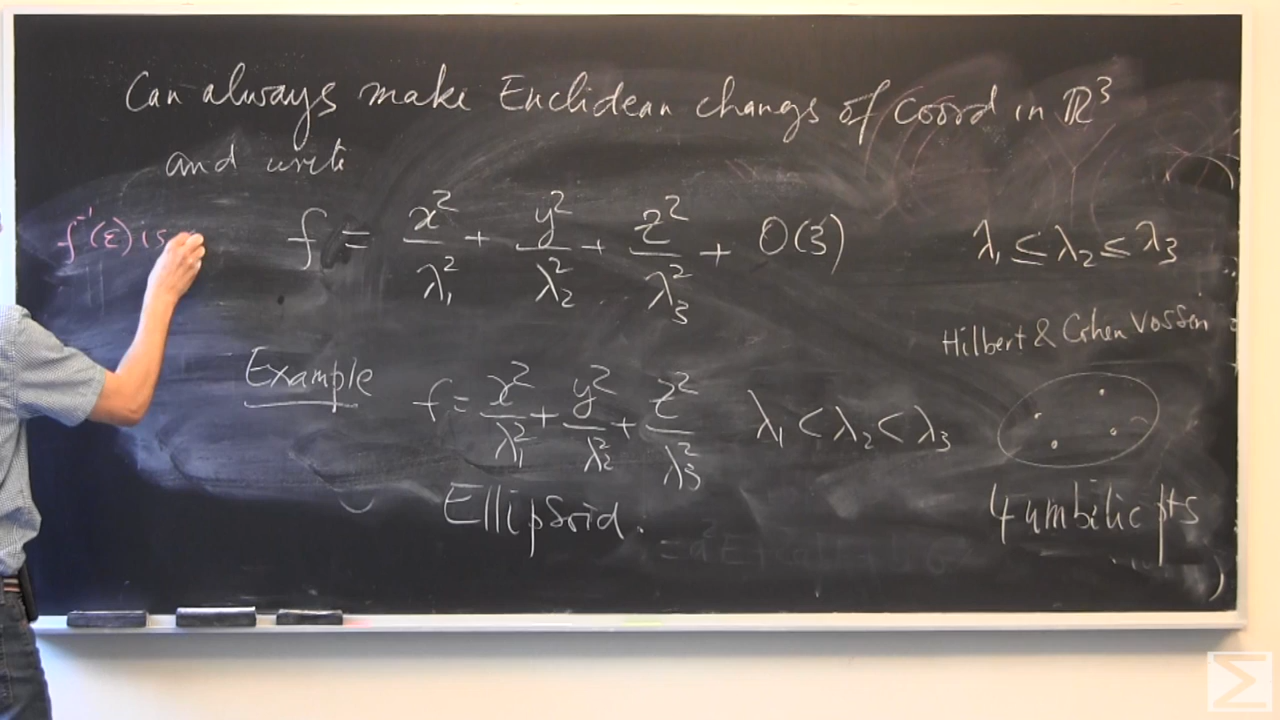 Can always make Euclidean changs of coord in ℝ³
and write
f⁻¹(ε) is
f = x²/λ₁² + y²/λ₂² + z²/λ₃² + O(3) λ₁ ≤ λ₂ ≤ λ₃
Hilbert & Cohen Vossen
Example f = x²/λ₁² + y²/λ₂² + z²/λ₃² λ₁ < λ₂ < λ₃
Ellipsoid.
4 umbilic pts
Σ